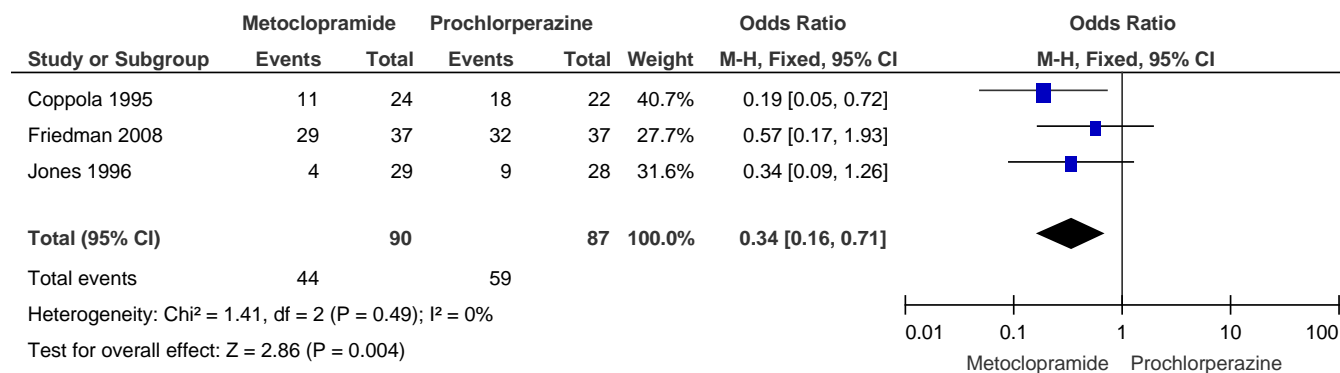 Metoclopramide Prochlorperazine Odds Ratio Odds Ratio
Study or Subgroup Events Total Events Total Weight M-H, Fixed, 95% CI M-H, Fixed, 95% CI
Coppola 1995 11 24 18 22 40.7% 0.19 [0.05, 0.72]
Friedman 2008 29 37 32 37 27.7% 0.57 [0.17, 1.93]
Jones 1996 4 29 9 28 31.6% 0.34 [0.09, 1.26]
Total (95% CI) 90 87 100.0% 0.34 [0.16, 0.71]
Total events 44 59
Heterogeneity: Chi² = 1.41, df = 2 (P = 0.49); I² = 0%
Test for overall effect: Z = 2.86 (P = 0.004)
0.01 0.1 1 10 100
Metoclopramide Prochlorperazine